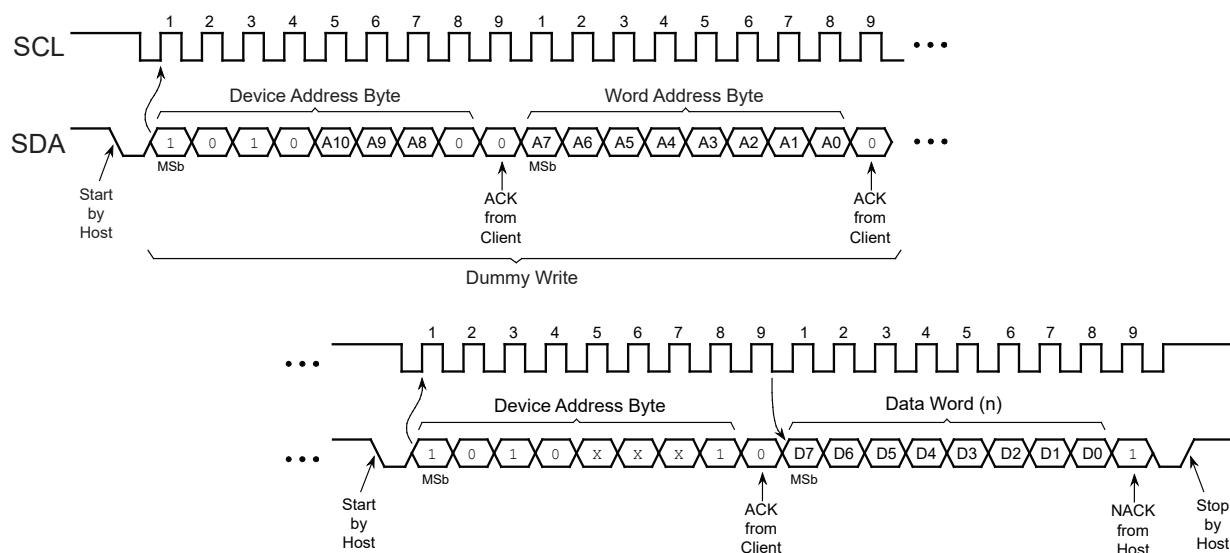 1 2 3 4 5 6 7 8 9 1 2 3 4 5 6 7 8 9
SCL
Device Address Byte Word Address Byte
SDA 1 0 1 0 A10 A9 A8 0 0 A7 A6 A5 A4 A3 A2 A1 A0 0
MSb MSb
Start
by
Host
ACK
from
Client
ACK
from
Client
Dummy Write
1 2 3 4 5 6 7 8 9 1 2 3 4 5 6 7 8 9
Device Address Byte Data Word (n)
1 0 1 0 X X X 1 0 D7 D6 D5 D4 D3 D2 D1 D0 1
MSb MSb
Start
by
Host
ACK
from
Client
NACK
from
Host
Stop
by
Host